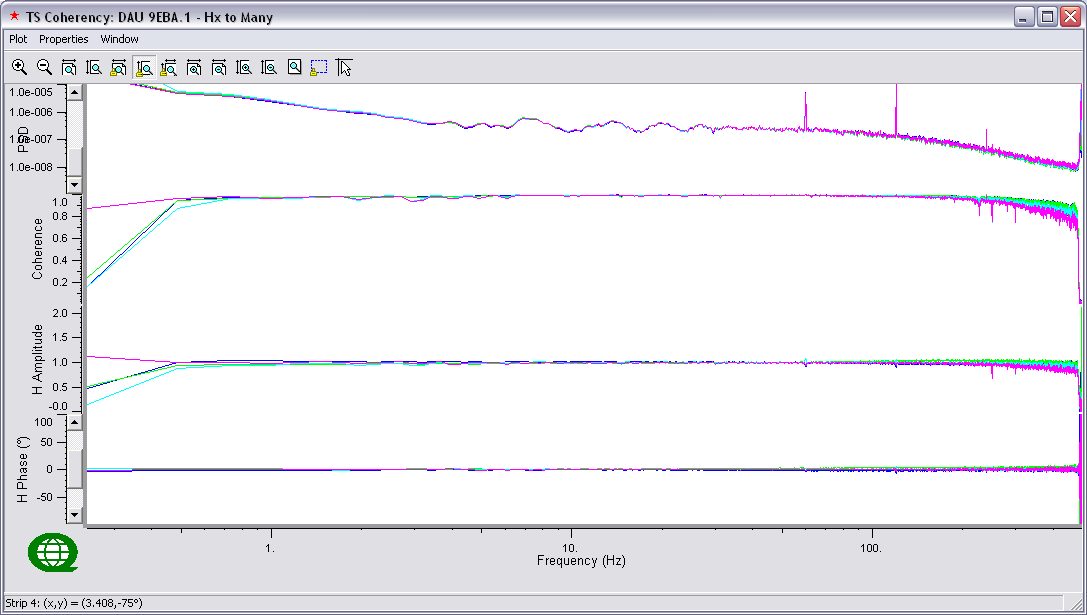 TS Coherency: DAU 9EBA.1 - Hx to Many
Plot Properties Window
1.0e-005
1.0e-006
1.0e-007
1.0e-008
PSD
1.0
0.8
0.6
0.4
0.2
Coherence
2.0
1.5
1.0
0.5
-0.0
H Amplitude
100
50
0
-50
H Phase (°)
1. 10. 100.
Frequency (Hz)
Strip 4: (x,y) = (3.408,-75°)